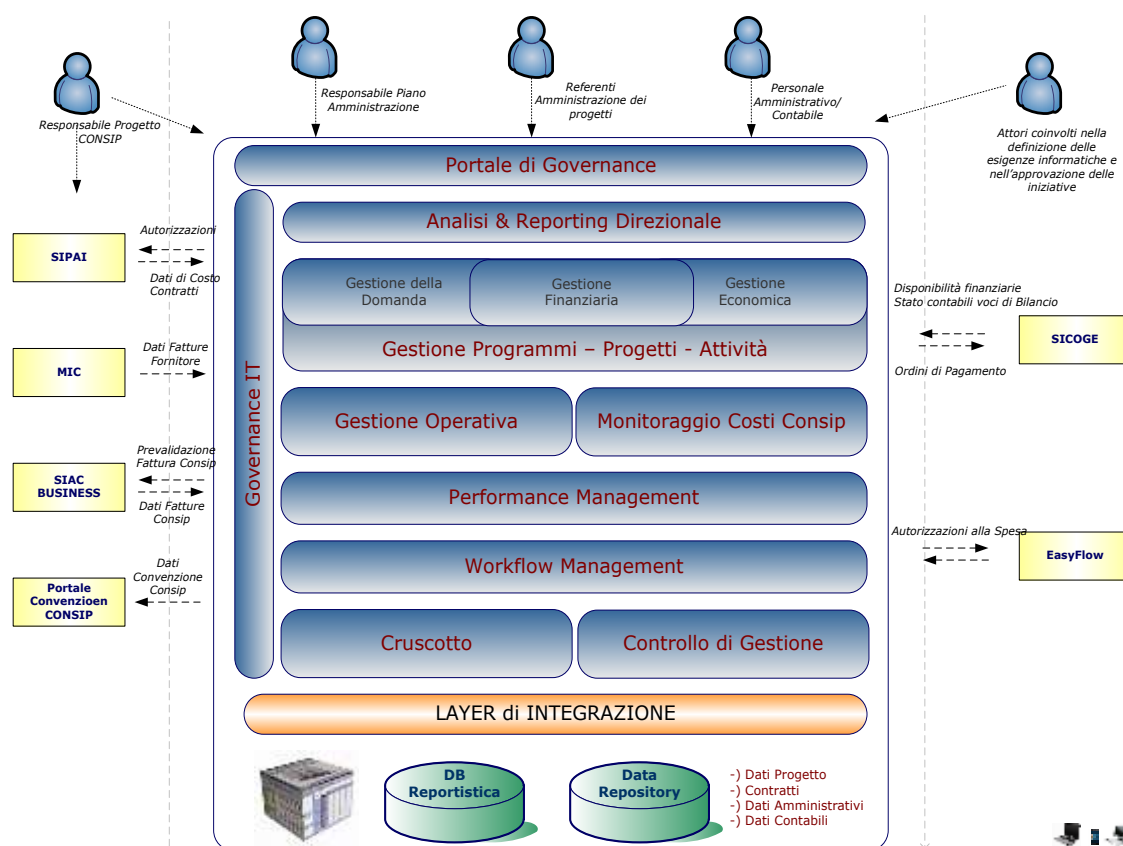 Responsabile Progetto
CONSIP
Responsabile Piano
Amministrazione
Referenti
Amministrazione dei
progetti
Personale
Amministrativo/
Contabile
Attori coinvolti nella
definizione delle
esigenze informatiche e
nell'approvazione delle
iniziative
Portale di Governance
Governance IT
Analisi & Reporting Direzionale
Gestione della
Domanda
Gestione
Finanziaria
Gestione
Economica
Gestione Programmi – Progetti - Attività
Gestione Operativa
Monitoraggio Costi Consip
Performance Management
Workflow Management
Cruscotto
Controllo di Gestione
LAYER di INTEGRAZIONE
DB
Reportistica
Data
Repository
-) Dati Progetto
-) Contratti
-) Dati Amministrativi
-) Dati Contabili
SIPAI
Autorizzazioni
Dati di Costo
Contratti
MIC
Dati Fatture
Fornitore
SIAC
BUSINESS
Prevalidazione
Fattura Consip
Dati Fatture
Consip
Portale
Convenzioen
CONSIP
Dati
Convenzione
Consip
Disponibilità finanziarie
Stato contabili voci di Bilancio
SICOGE
Ordini di Pagamento
Autorizzazioni alla Spesa
EasyFlow